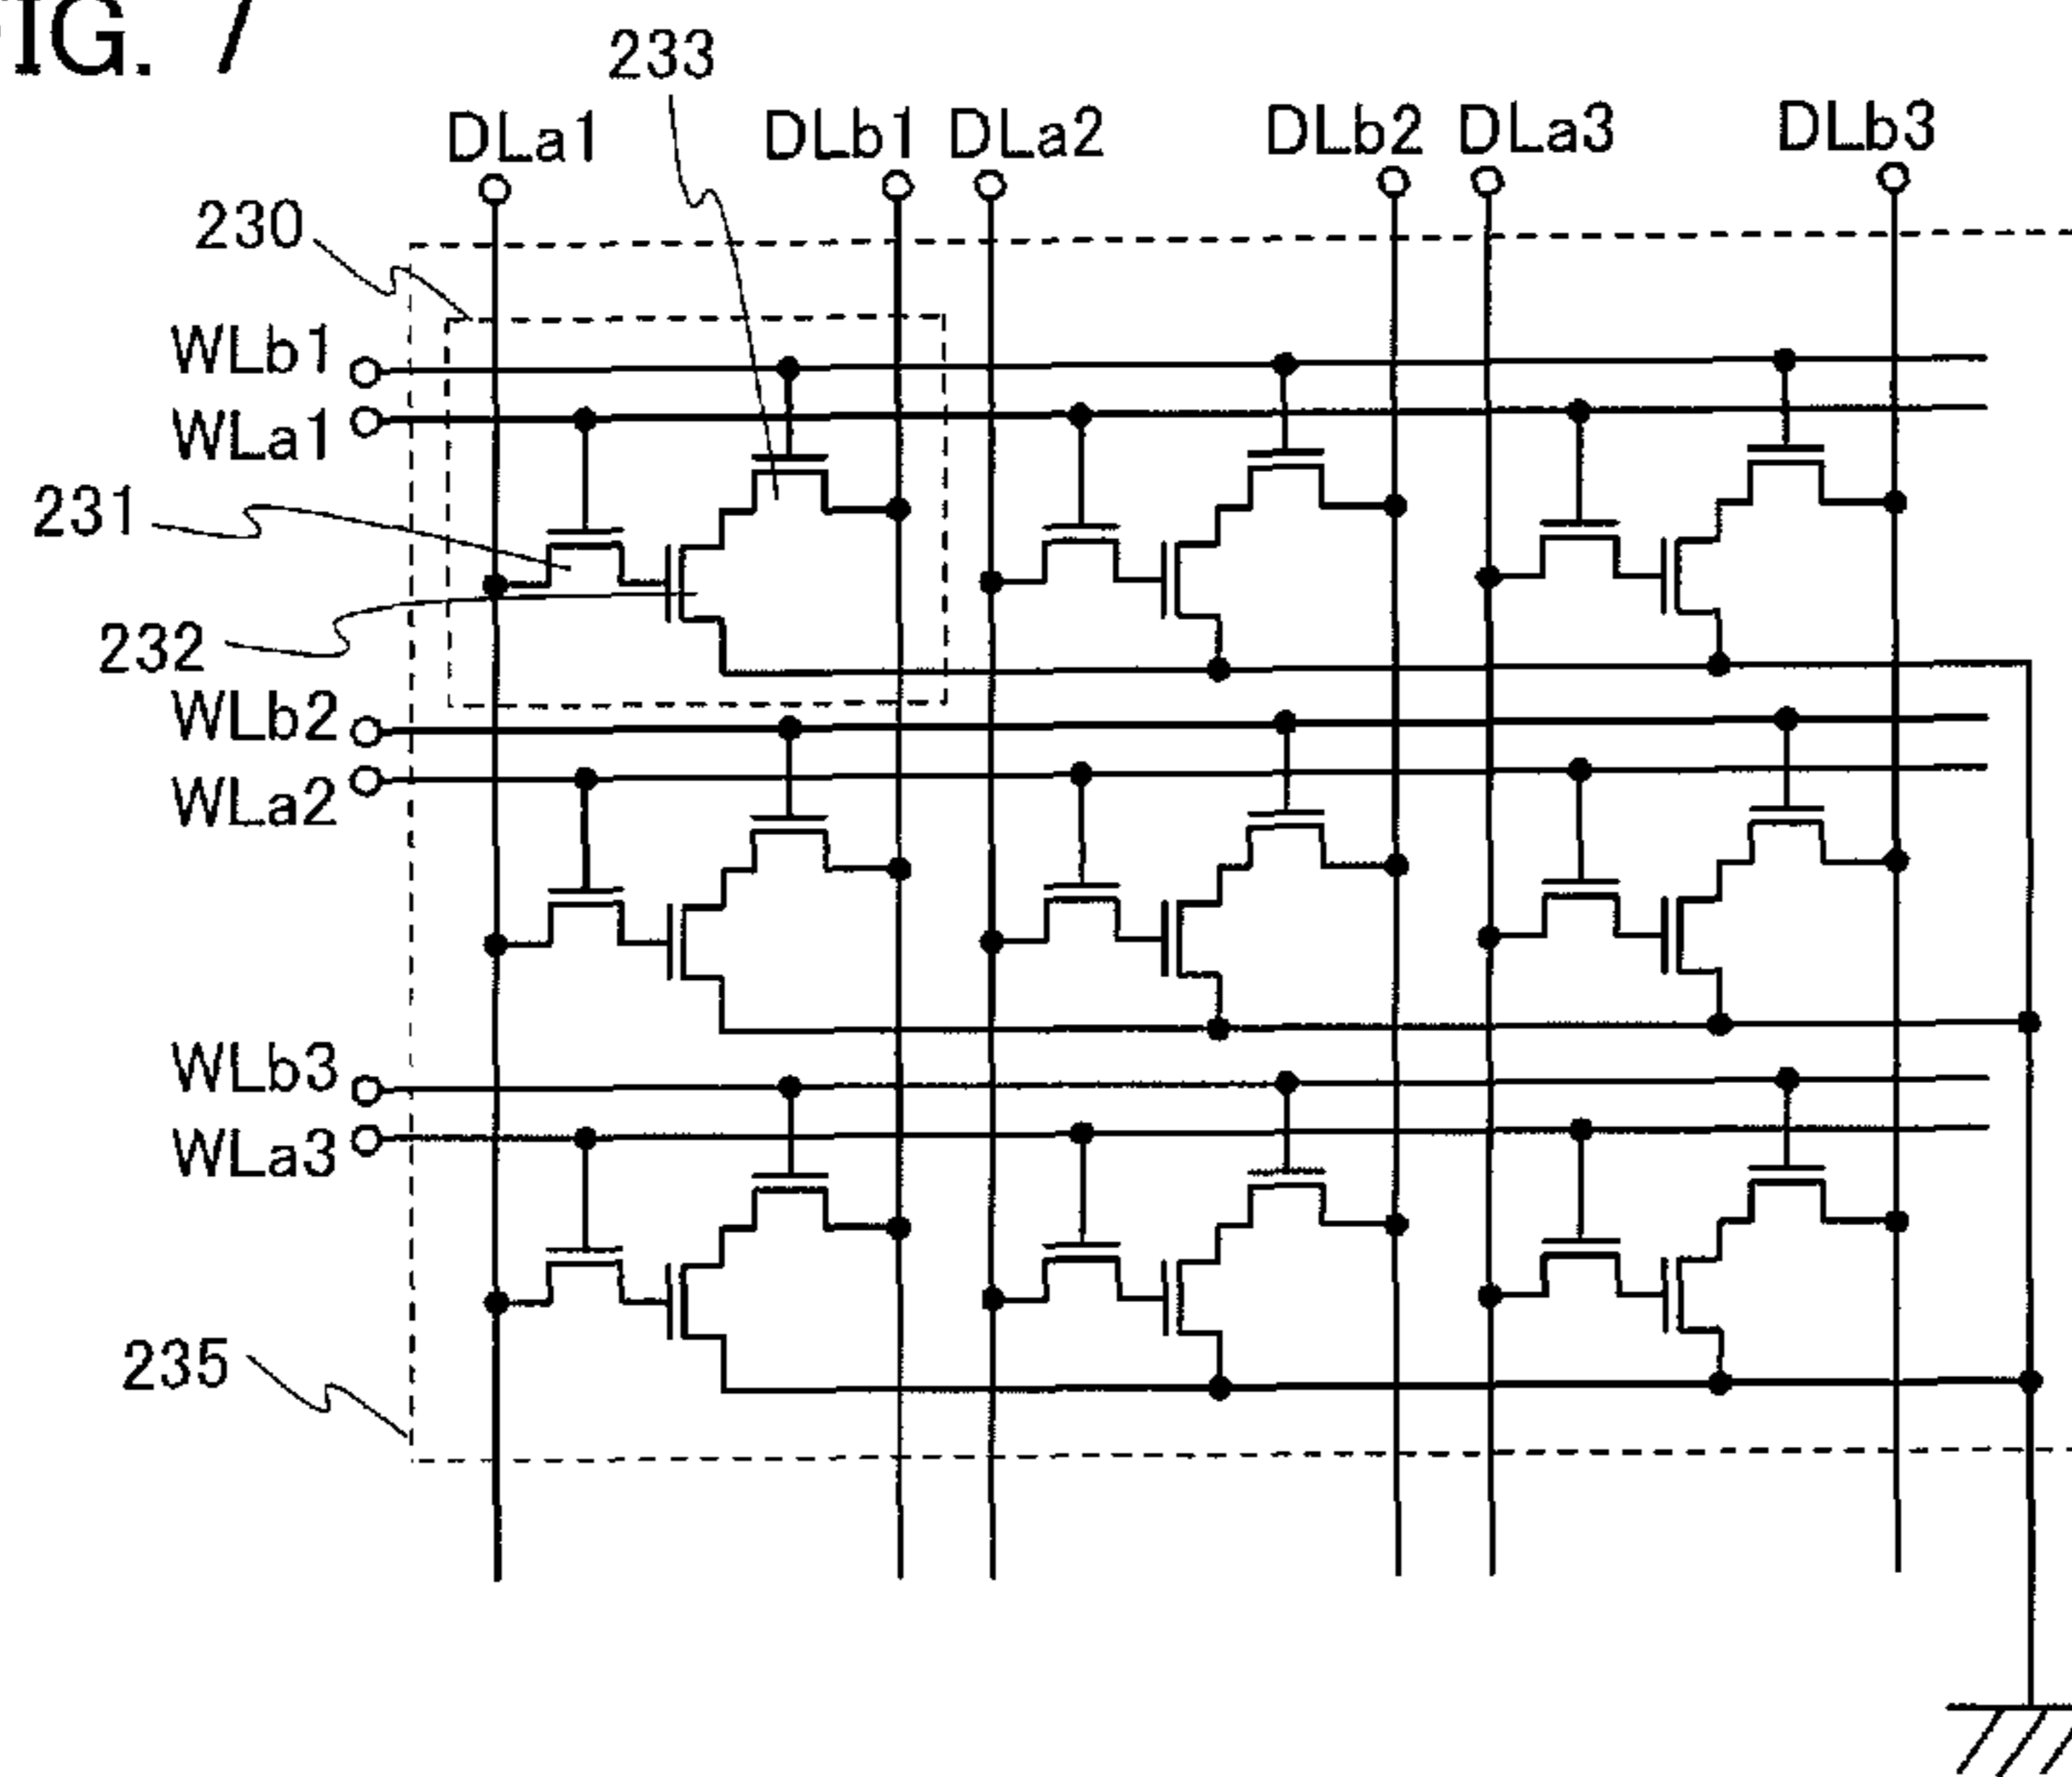 FIG. 7
233
DLa1 DLb1 DLa2 DLb2 DLa3 DLb3
230
WLb1
WLa1
231
232
WLb2
WLa2
WLb3
WLa3
235